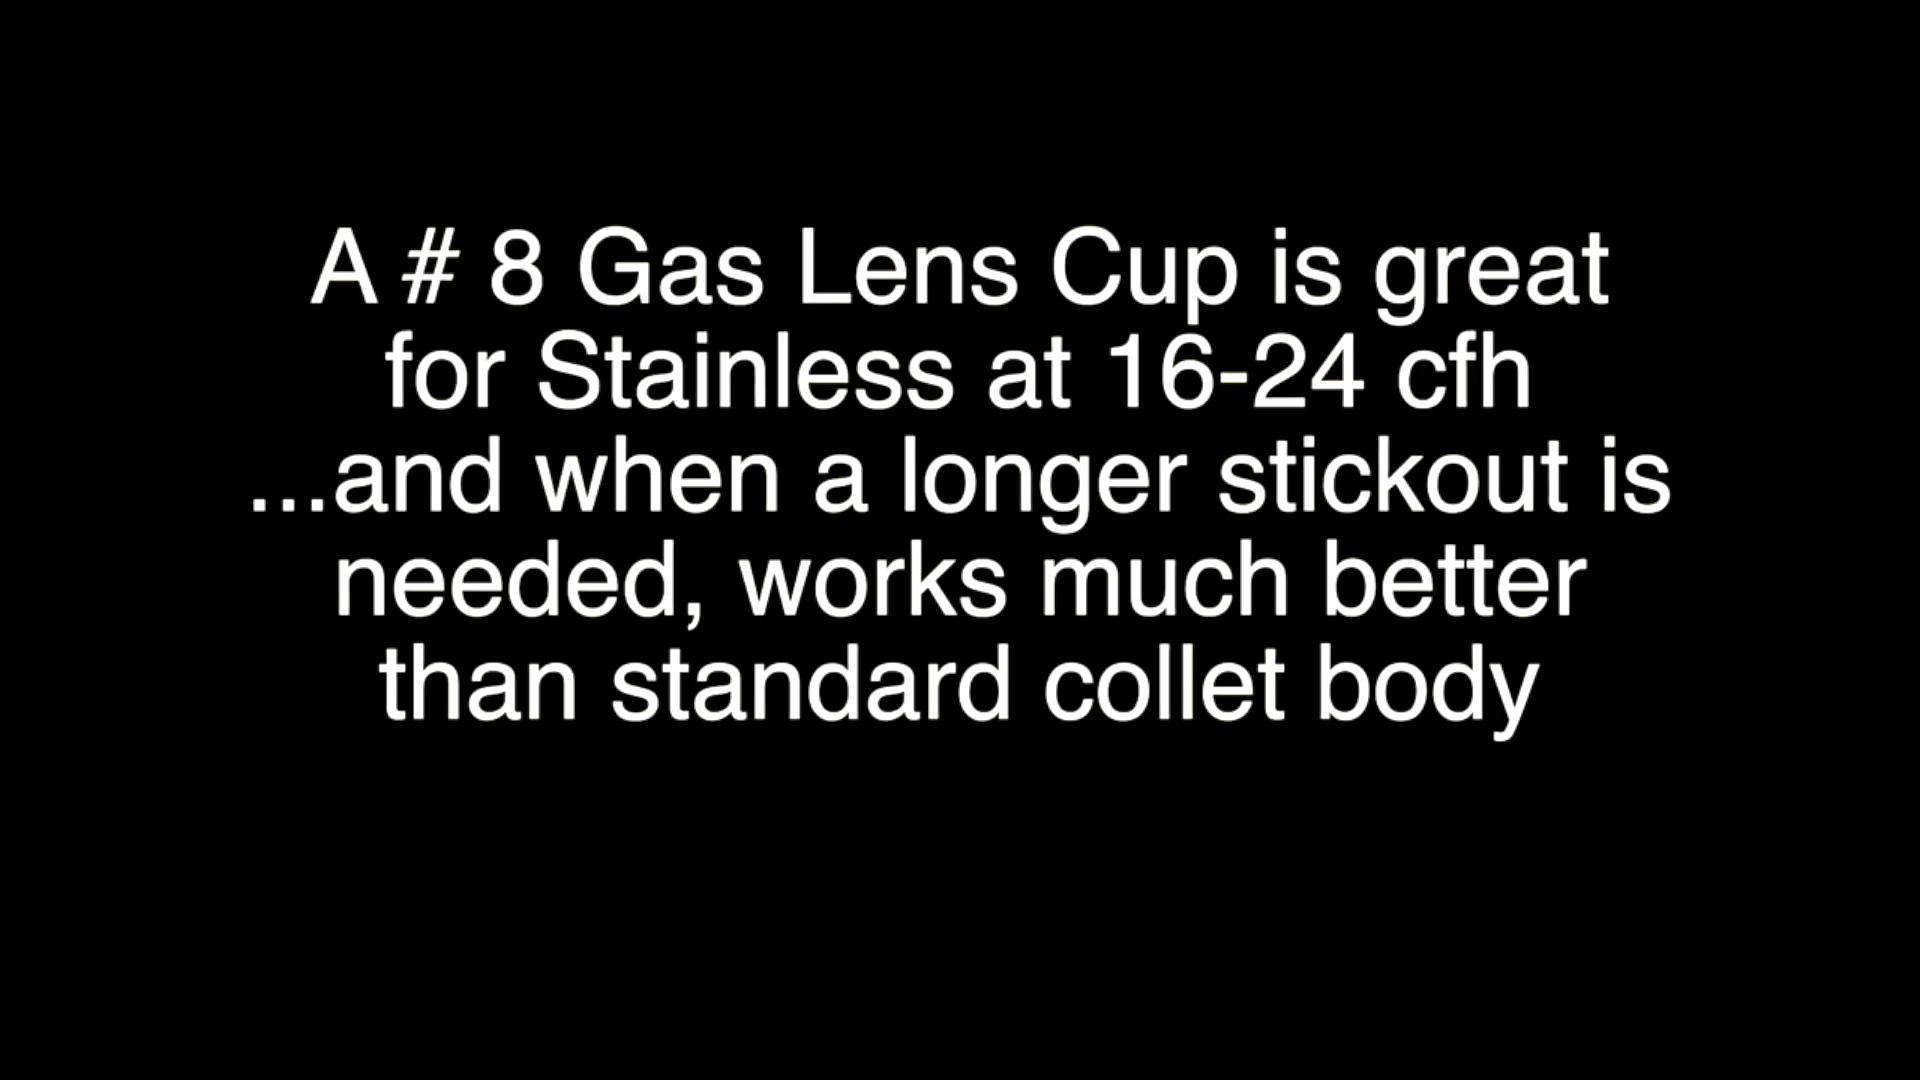 A # 8 Gas Lens Cup is great
for Stainless at 16-24 cfh
...and when a longer stickout is
needed, works much better
than standard collet body